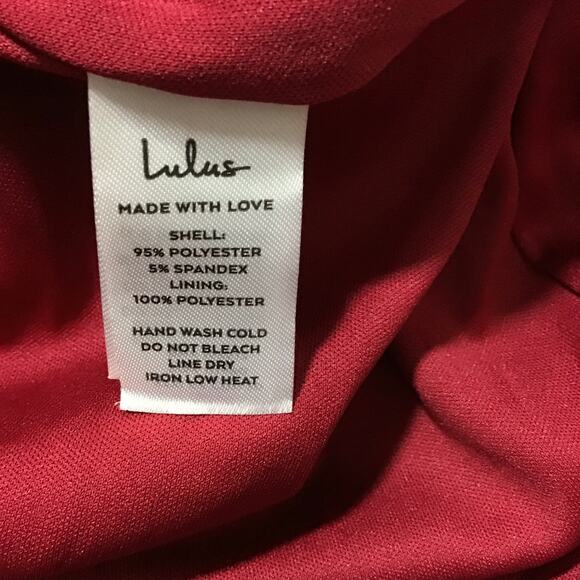 Lulus
MADE WITH LOVE
SHELL:
95% POLYESTER
5% SPANDEX
LINING:
100% POLYESTER
HAND WASH COLD
DO NOT BLEACH
LINE DRY
IRON LOW HEAT